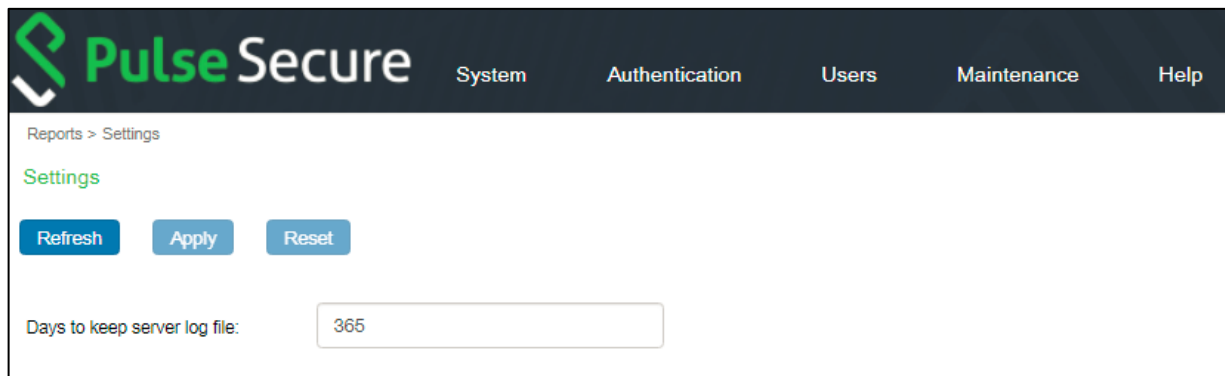 Pulse Secure System Authentication Users Maintenance Help
Reports > Settings
Settings
Refresh Apply Reset
Days to keep server log file: 365